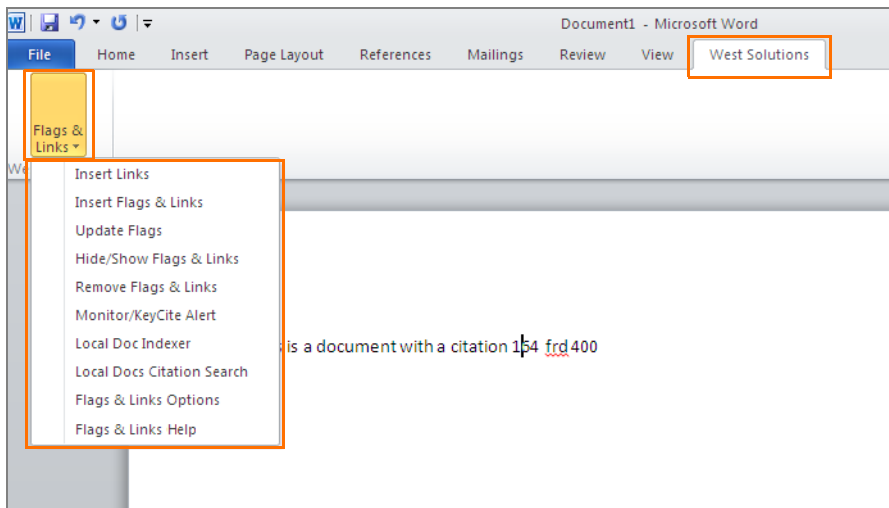 W
Document1 - Microsoft Word
File Home Insert Page Layout References Mailings Review View West Solutions
Flags &
Links
We
Insert Links
Insert Flags & Links
Update Flags
Hide/Show Flags & Links
Remove Flags & Links
Monitor/KeyCite Alert
Local Doc Indexer
Local Docs Citation Search
Flags & Links Options
Flags & Links Help
s is a document with a citation 164 frd 400